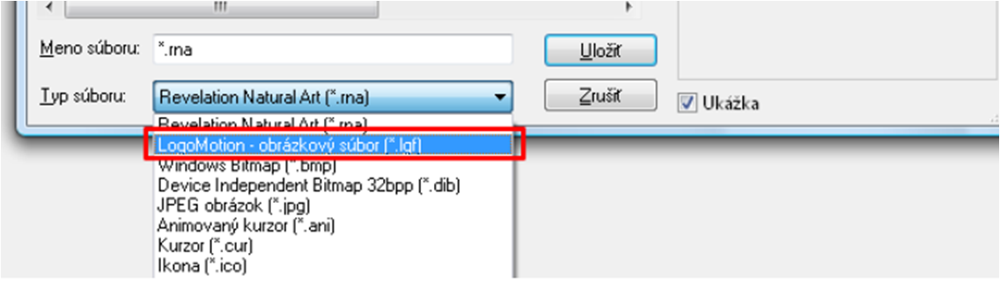 Meno súboru: *.rna Uložiť
Typ súboru: Revelation Natural Art (*.rna) Zrušiť
Ukážka
Revelation Natural Art (*.rna)
LogoMotion - obrázkový súbor (*.lgf)
Windows Bitmap (*.bmp)
Device Independent Bitmap 32bpp (*.dib)
JPEG obrázok (*.jpg)
Animovaný kurzor (*.ani)
Kurzor (*.cur)
Ikona (*.ico)